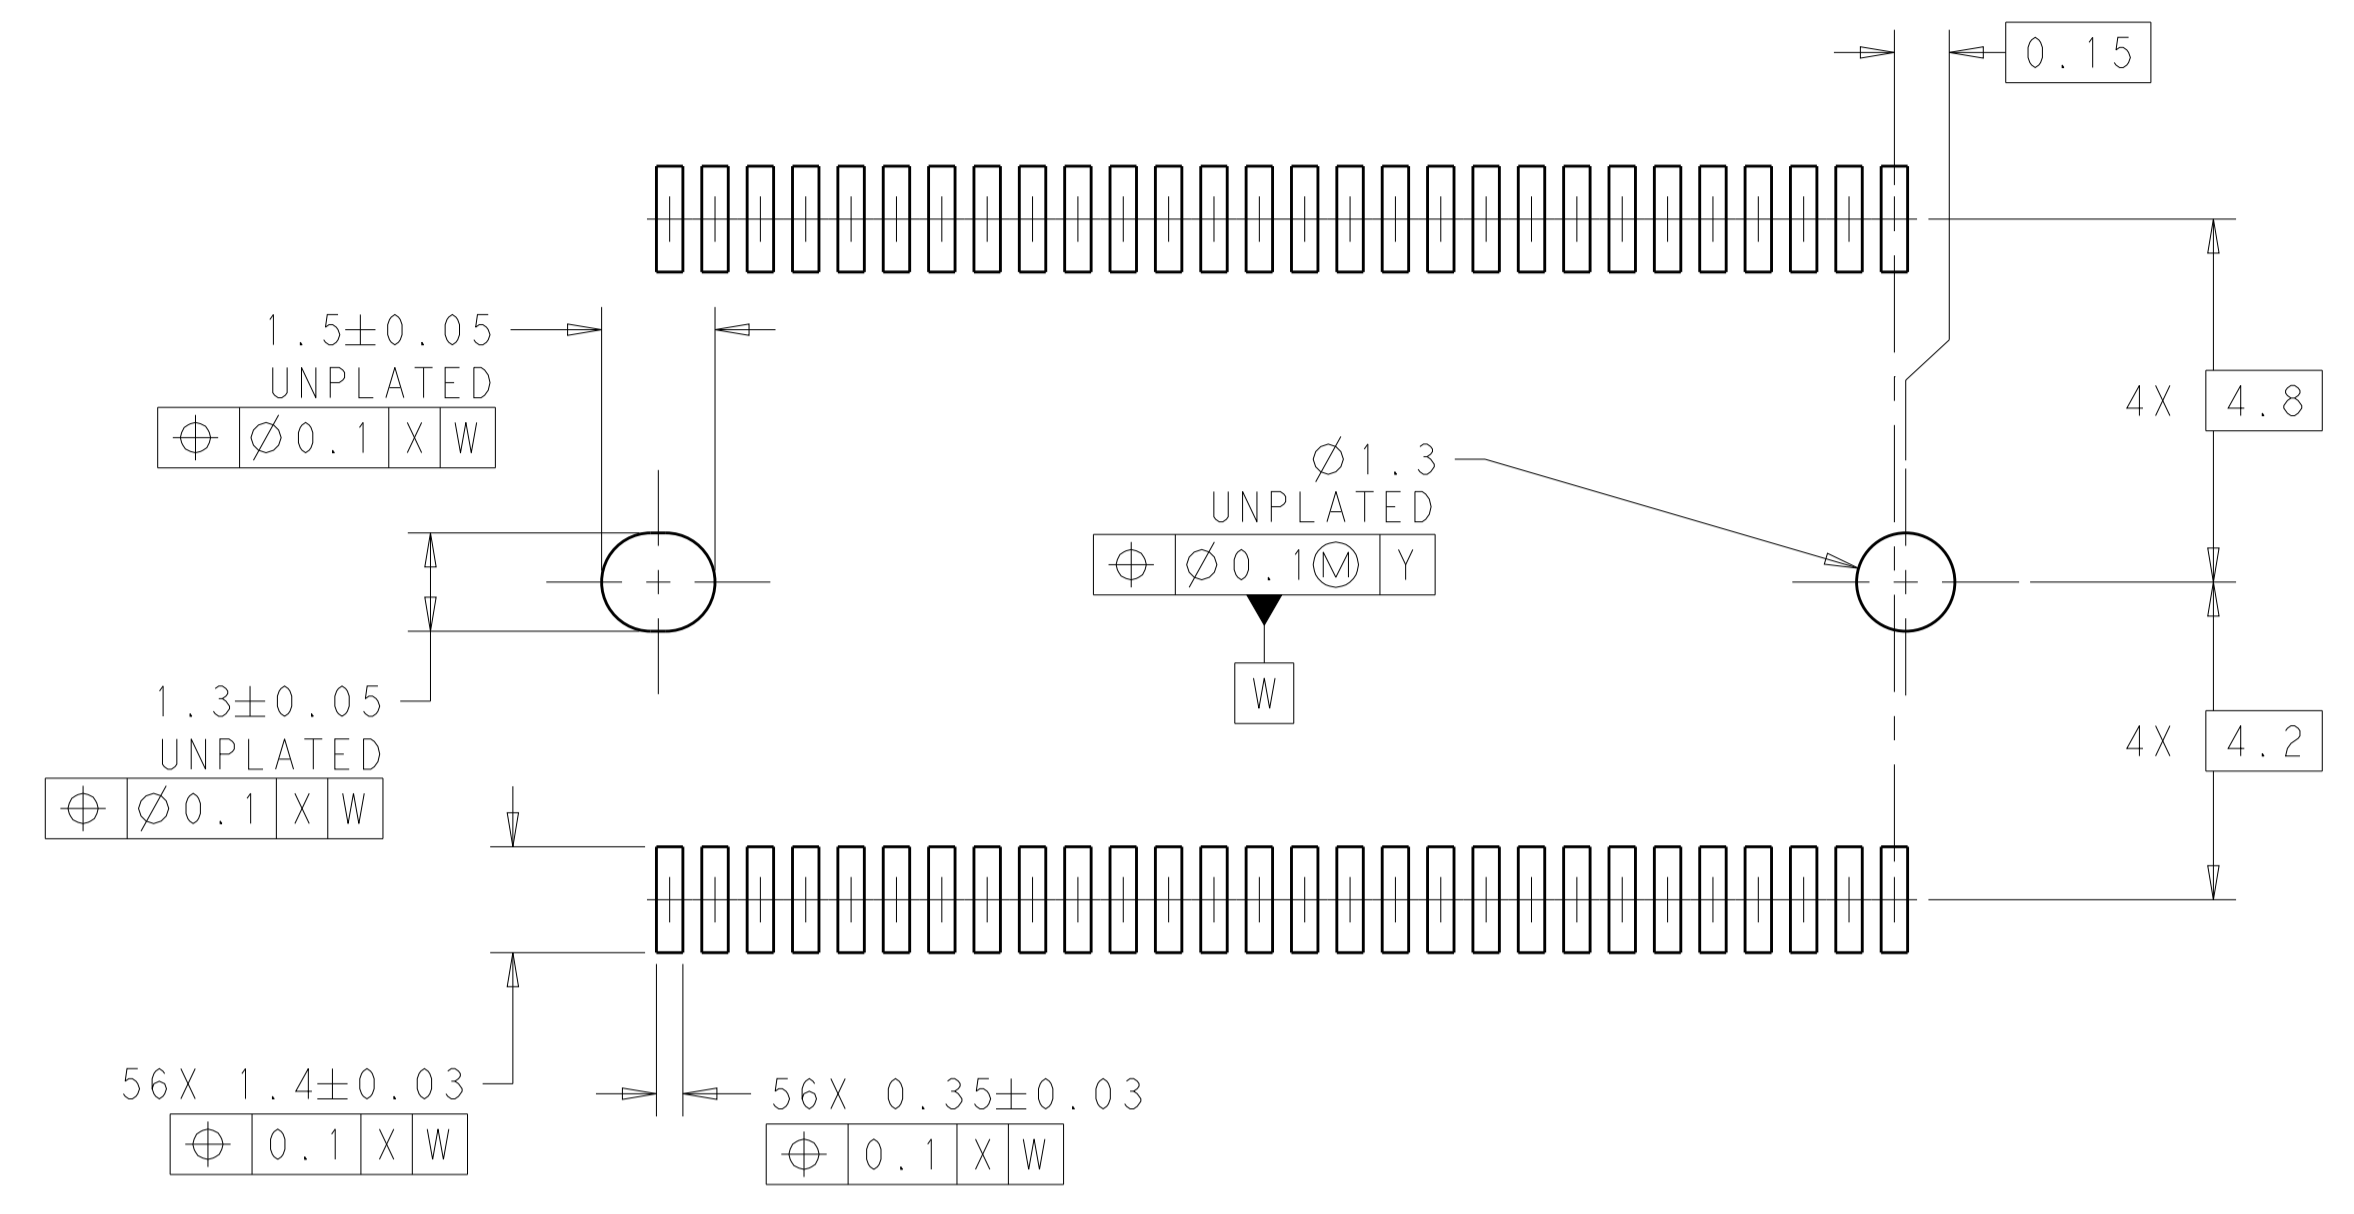 0.15
1.5±0.05
UNPLATED
⌖ ⌀0.1 X W
4X 4.8
⌀1.3
UNPLATED
⌖ ⌀0.1Ⓜ Y
W
1.3±0.05
UNPLATED
⌖ ⌀0.1 X W
4X 4.2
56X 1.4±0.03
⌖ 0.1 X W
56X 0.35±0.03
⌖ 0.1 X W